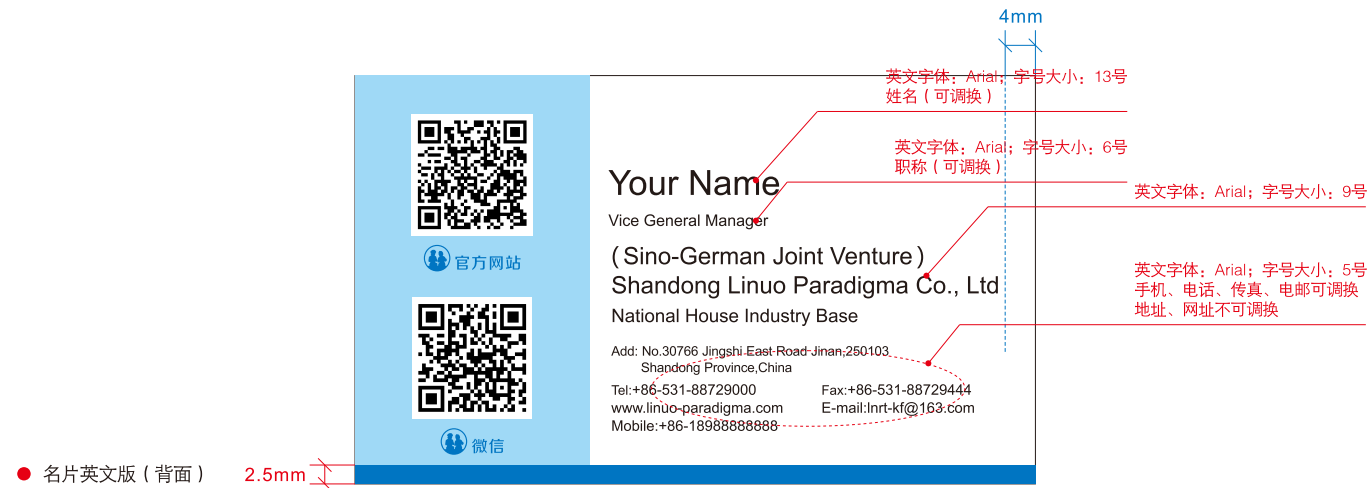 4mm
英文字体：Arial；字号大小：13号
姓名（可调换）
英文字体：Arial；字号大小：6号
职称（可调换）
英文字体：Arial；字号大小：9号
英文字体：Arial；字号大小：5号
手机、电话、传真、电邮可调换
地址、网址不可调换
官方网站
微信
Your Name
Vice General Manager
（Sino-German Joint Venture）
Shandong Linuo Paradigma Co., Ltd
National House Industry Base
Add: No.30766 Jingshi East Road Jinan,250103
Shandong Province,China
Tel:+86-531-88729000 Fax:+86-531-88729444
www.linuo-paradigma.com E-mail:lnrt-kf@163.com
Mobile:+86-18988888888
名片英文版（背面） 2.5mm